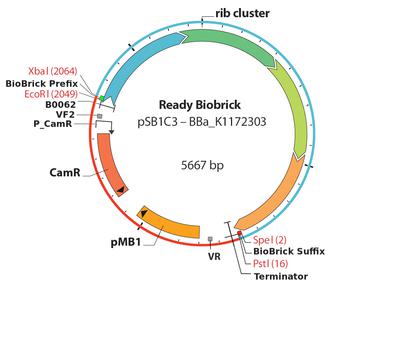 rib cluster
XbaI (2064)
BioBrick Prefix
EcoRI (2049)
B0062
VF2
P_CamR
Ready Biobrick
pSB1C3 – BBa_K1172303
5667 bp
CamR
pMB1
VR
SpeI (2)
BioBrick Suffix
PstI (16)
Terminator